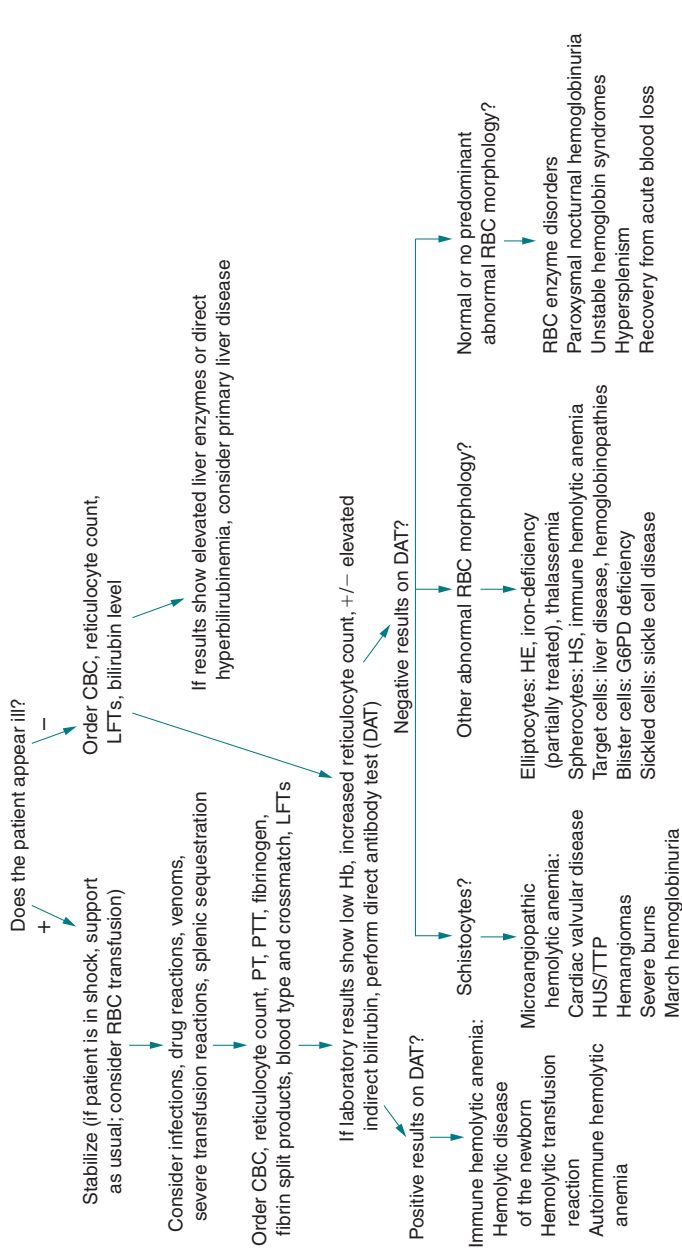 Does the patient appear ill?
+
−
Stabilize (if patient is in shock, support
as usual; consider RBC transfusion)
Order CBC, reticulocyte count,
LFTs, bilirubin level
Consider infections, drug reactions, venoms,
severe transfusion reactions, splenic sequestration
If results show elevated liver enzymes or direct
hyperbilirubinemia, consider primary liver disease
Order CBC, reticulocyte count, PT, PTT, fibrinogen,
fibrin split products, blood type and crossmatch, LFTs
If laboratory results show low Hb, increased reticulocyte count, +/− elevated
indirect bilirubin, perform direct antibody test (DAT)
Positive results on DAT?
Negative results on DAT?
Immune hemolytic anemia:
Hemolytic disease
of the newborn
Hemolytic transfusion
reaction
Autoimmune hemolytic
anemia
Schistocytes?
Microangiopathic
hemolytic anemia:
Cardiac valvular disease
HUS/TTP
Hemangiomas
Severe burns
March hemoglobinuria
Other abnormal RBC morphology?
Elliptocytes: HE, iron-deficiency
(partially treated), thalassemia
Spherocytes: HS, immune hemolytic anemia
Target cells: liver disease, hemoglobinopathies
Blister cells: G6PD deficiency
Sickled cells: sickle cell disease
Normal or no predominant
abnormal RBC morphology?
RBC enzyme disorders
Paroxysmal nocturnal hemoglobinuria
Unstable hemoglobin syndromes
Hypersplenism
Recovery from acute blood loss